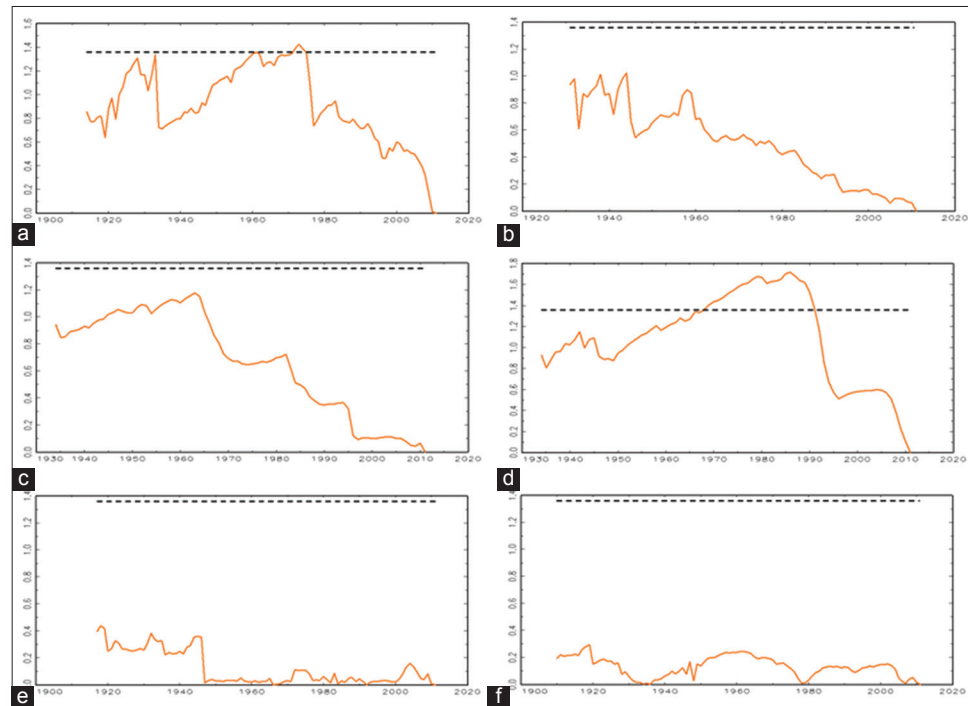 0.0 0.2 0.4 0.6 0.8 1.0 1.2 1.4 1.6
1900 1920 1940 1960 1980 2000 2020
a
0.0 0.2 0.4 0.6 0.8 1.0 1.2 1.4
1920 1940 1960 1980 2000 2020
b
0.0 0.2 0.4 0.6 0.8 1.0 1.2 1.4
1930 1940 1950 1960 1970 1980 1990 2000 2010 2020
c
0.0 0.2 0.4 0.6 0.8 1.0 1.2 1.4 1.6 1.8
1930 1940 1950 1960 1970 1980 1990 2000 2010 2020
d
0.0 0.2 0.4 0.6 0.8 1.0 1.2 1.4
1900 1920 1940 1960 1980 2000 2020
e
0.0 0.2 0.4 0.6 0.8 1.0 1.2 1.4
1900 1920 1940 1960 1980 2000 2020
f